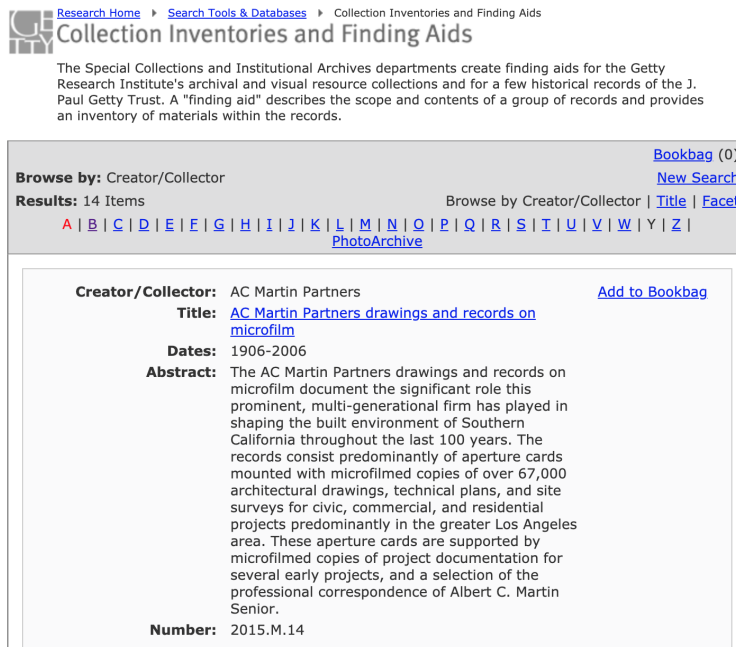 GE
TTY
Research Home ▶ Search Tools & Databases ▶ Collection Inventories and Finding Aids
Collection Inventories and Finding Aids
The Special Collections and Institutional Archives departments create finding aids for the Getty
Research Institute's archival and visual resource collections and for a few historical records of the J.
Paul Getty Trust. A "finding aid" describes the scope and contents of a group of records and provides
an inventory of materials within the records.
Bookbag (0)
Browse by: Creator/Collector
New Search
Results: 14 Items
Browse by Creator/Collector | Title | Facet
A | B | C | D | E | F | G | H | I | J | K | L | M | N | O | P | Q | R | S | T | U | V | W | Y | Z |
PhotoArchive
Creator/Collector: AC Martin Partners
Add to Bookbag
Title: AC Martin Partners drawings and records on
microfilm
Dates: 1906-2006
Abstract: The AC Martin Partners drawings and records on
microfilm document the significant role this
prominent, multi-generational firm has played in
shaping the built environment of Southern
California throughout the last 100 years. The
records consist predominantly of aperture cards
mounted with microfilmed copies of over 67,000
architectural drawings, technical plans, and site
surveys for civic, commercial, and residential
projects predominantly in the greater Los Angeles
area. These aperture cards are supported by
microfilmed copies of project documentation for
several early projects, and a selection of the
professional correspondence of Albert C. Martin
Senior.
Number: 2015.M.14